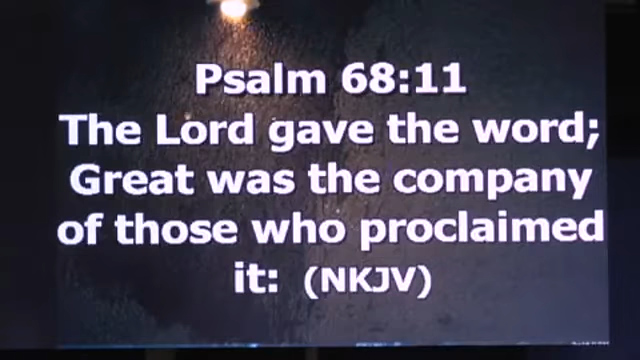 Psalm 68:11
The Lord gave the word;
Great was the company
of those who proclaimed
it: (NKJV)